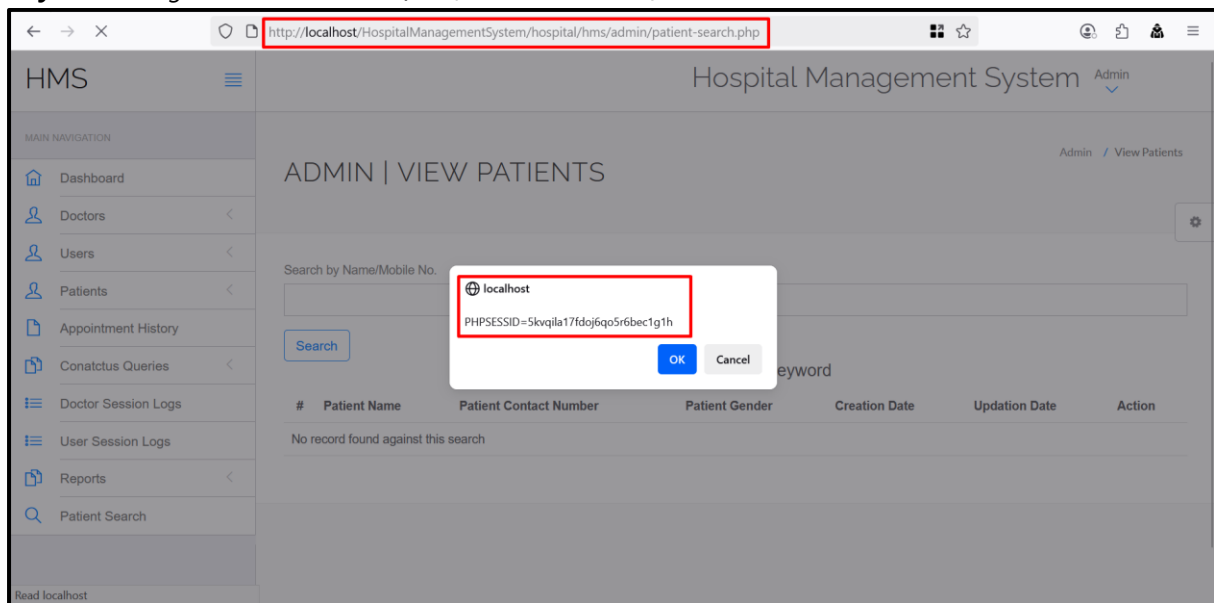 http://localhost/HospitalManagementSystem/hospital/hms/admin/patient-search.php
HMS
Hospital Management System
Admin
MAIN NAVIGATION
Dashboard
Doctors
Users
Patients
Appointment History
Conatctus Queries
Doctor Session Logs
User Session Logs
Reports
Patient Search
ADMIN | VIEW PATIENTS
Admin / View Patients
Search by Name/Mobile No.
Search
localhost
PHPSESSID=5kvqila17fdoj6qo5r6bec1g1h
OK Cancel
eyword
# Patient Name Patient Contact Number Patient Gender Creation Date Updation Date Action
No record found against this search
Read localhost